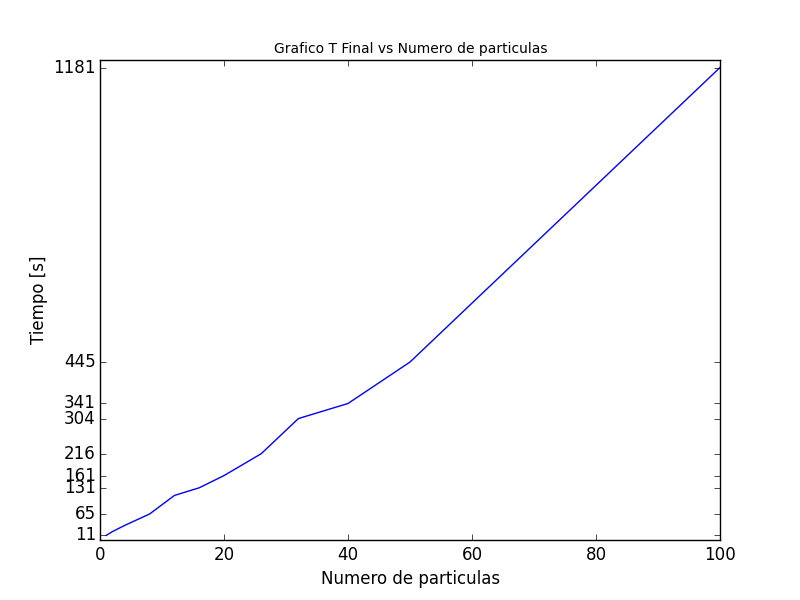 Grafico T Final vs Numero de particulas
1181
445
341
304
216
161
131
65
11
Tiempo [s]
0 20 40 60 80 100
Numero de particulas